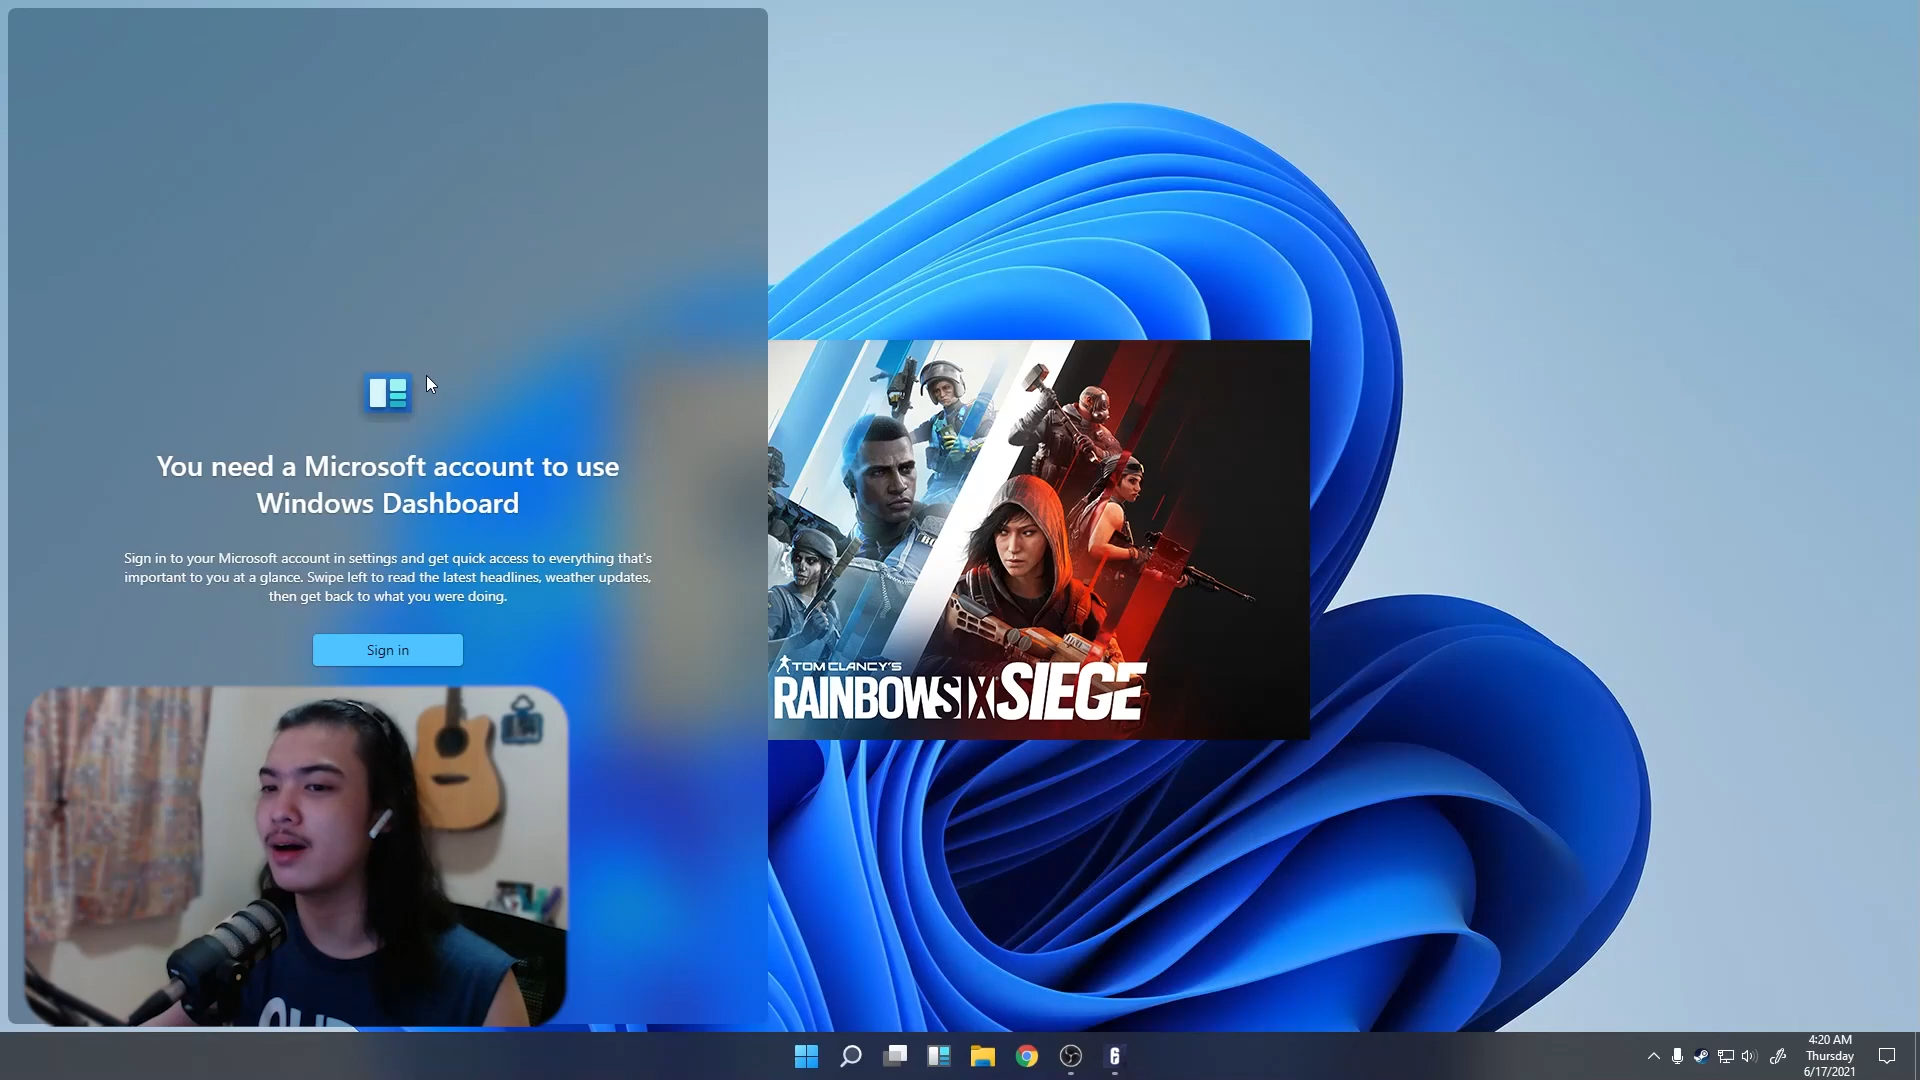 You need a Microsoft account to use
Windows Dashboard
Sign in to your Microsoft account in settings and get quick access to everything that's
important to you at a glance. Swipe left to read the latest headlines, weather updates,
then get back to what you were doing.
Sign in
TOM CLANCY'S
RAINBOWSIX SIEGE
6
4:20 AM
Thursday
6/17/2021